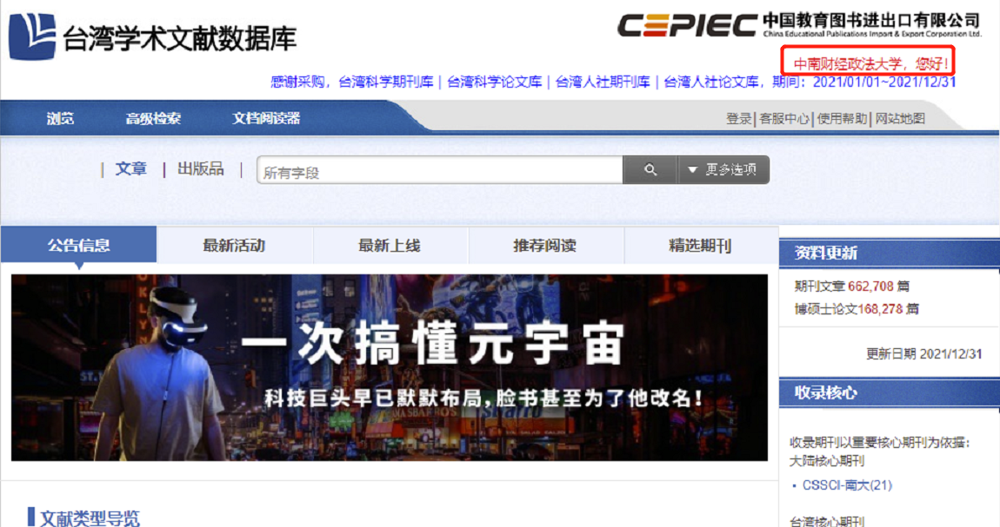 台湾学术文献数据库
CEPIEC 中国教育图书进出口有限公司
China Educational Publications Import & Export Corporation Ltd.
中南财经政法大学，您好!
感谢采购，台湾科学期刊库 | 台湾科学论文库 | 台湾人社期刊库 | 台湾人社论文库，期间：2021/01/01~2021/12/31
浏览 高级检索 文档阅读器
登录| 客服中心| 使用帮助| 网站地图
| 文章 | 出版品 |
所有字段
▼ 更多选项
公告信息 最新活动 最新上线 推荐阅读 精选期刊
一次搞懂元宇宙
科技巨头早已默默布局,脸书甚至为了他改名!
资料更新
期刊文章 662,708 篇
博硕士论文168,278 篇
更新日期 2021/12/31
收录核心
收录期刊以重要核心期刊为依据：
大陆核心期刊
• CSSCI-南大(21)
台湾核心期刊
文献类型导览